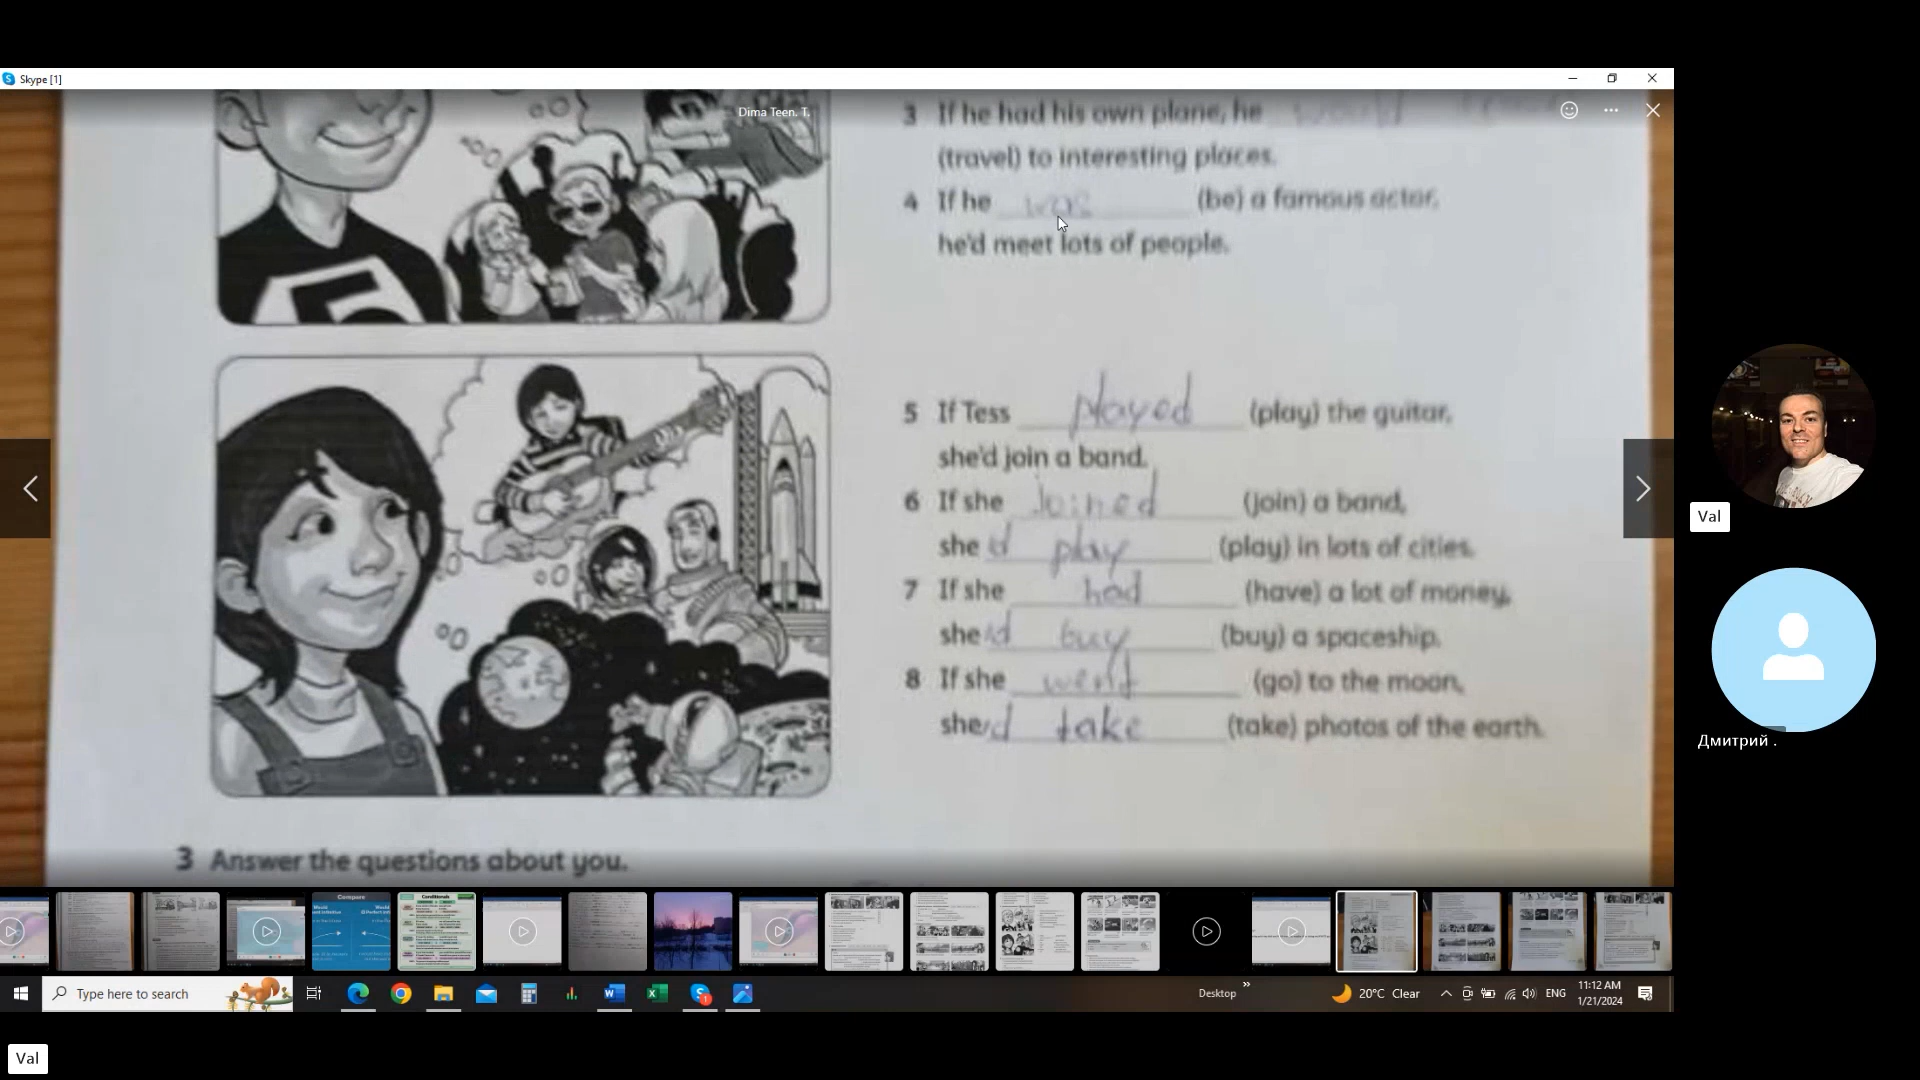 Skype [1]
Dima Teen. T.
3 If he had his own plane, he would
(travel) to interesting places.
4 If he was (be) a famous actor,
he'd meet lots of people.
5 If Tess played (play) the guitar,
she'd join a band.
6 If she joined (join) a band,
she 'd play (play) in lots of cities.
7 If she had (have) a lot of money,
she 'd buy (buy) a spaceship.
8 If she went (go) to the moon,
she 'd take (take) photos of the earth.
3 Answer the questions about you.
Val
Дмитрий .
Compare
Conditionals
Type here to search
Desktop
20°C Clear
ENG
11:12 AM
1/21/2024
Val